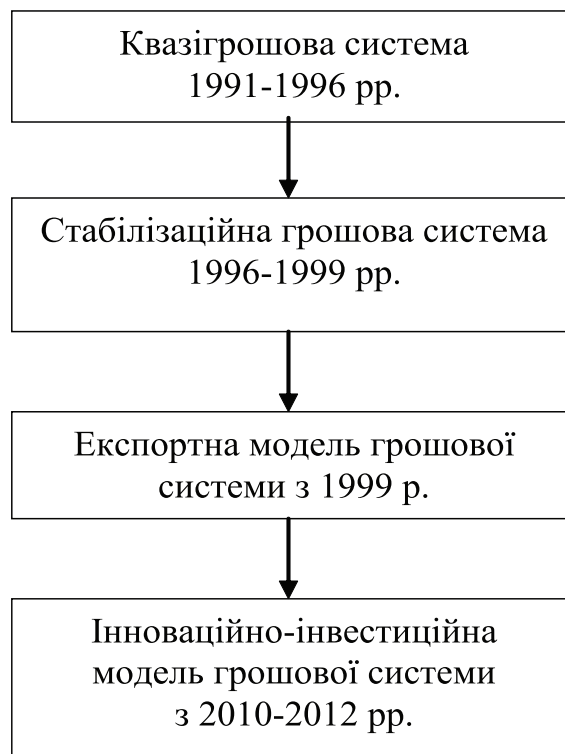 Квазігрошова система
1991-1996 рр.
Стабілізаційна грошова система
1996-1999 рр.
Експортна модель грошової
системи з 1999 р.
Інноваційно-інвестиційна
модель грошової системи
з 2010-2012 рр.